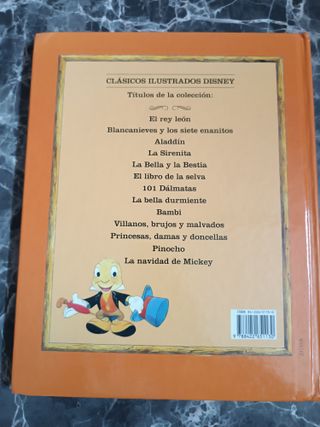 CLÁSICOS ILUSTRADOS DISNEY
Títulos de la colección:
El rey león
Blancanieves y los siete enanitos
Aladdín
La Sirenita
La Bella y la Bestia
El libro de la selva
101 Dálmatas
La bella durmiente
Bambi
Villanos, brujos y malvados
Princesas, damas y doncellas
Pinocho
La navidad de Mickey
9788422651130